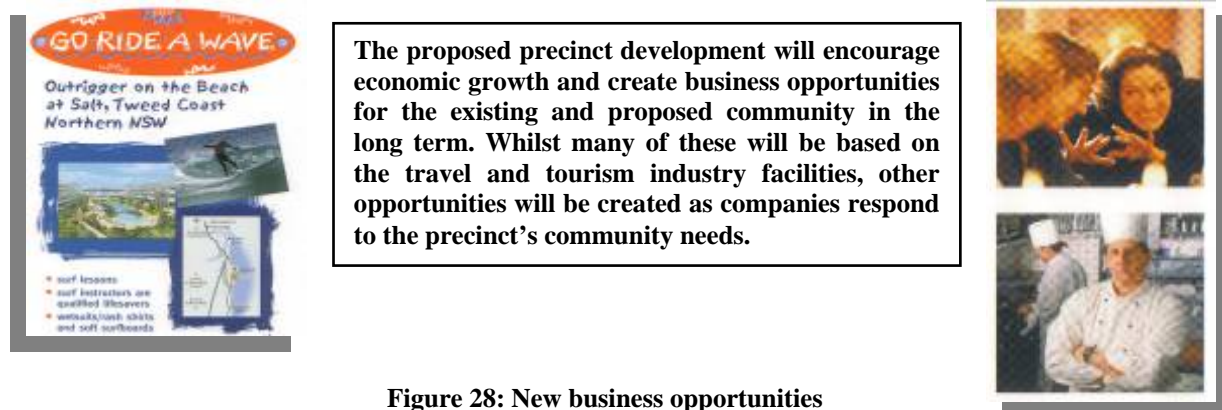 GO RIDE A WAVE
Outrigger on the Beach
at Salt, Tweed Coast
Northern NSW
• surf lessons
• surf instructors are
qualified lifesavers
• wetsuits/rash shirts
and soft surfboards
The proposed precinct development will encourage
economic growth and create business opportunities
for the existing and proposed community in the
long term. Whilst many of these will be based on
the travel and tourism industry facilities, other
opportunities will be created as companies respond
to the precinct's community needs.
Figure 28: New business opportunities